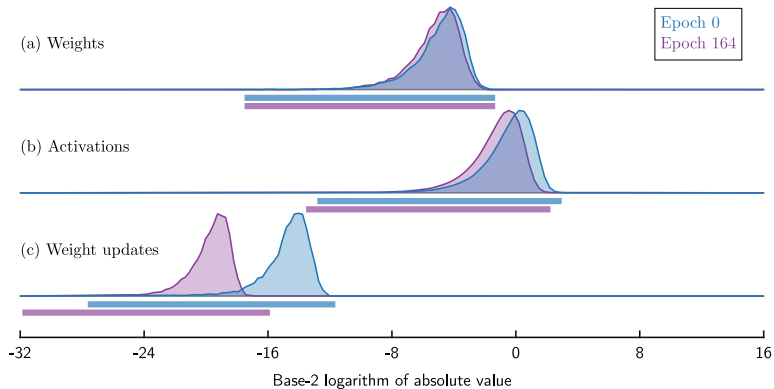 Epoch 0
Epoch 164
(a) Weights
(b) Activations
(c) Weight updates
-32 -24 -16 -8 0 8 16
Base-2 logarithm of absolute value